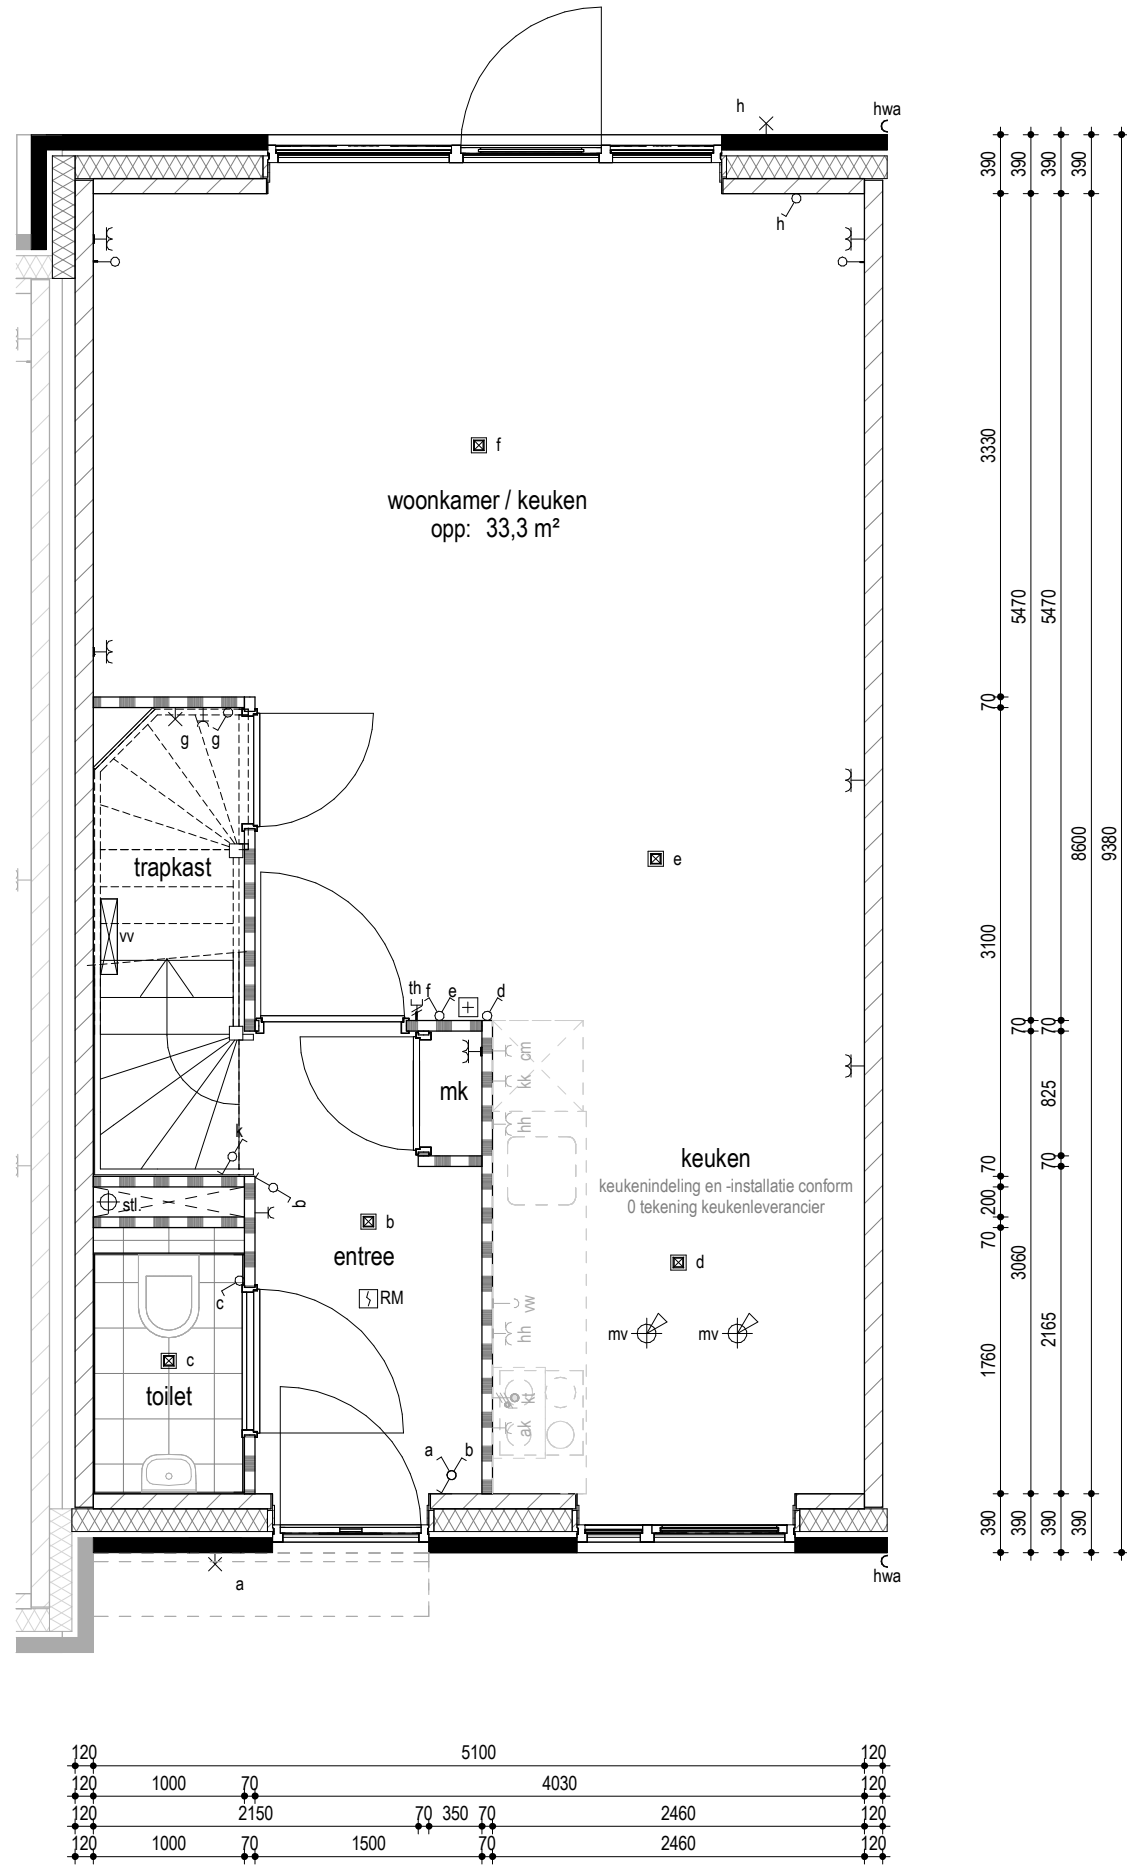 h
hwa
h
f
woonkamer / keuken
opp: 33,3 m²
g
g
trapkast
e
vv
th
f
e
d
cm
kk
mk
hh
k
keuken
keukenindeling en -installatie conform
0 tekening keukenleverancier
stl.
b
b
entree
d
RM
c
vw
hh
mv
mv
c
toilet
kt
ak
a
b
a
hwa
390
390
390
390
3330
5470
5470
70
8600
9380
3100
70
70
825
70
70
200
70
3060
2165
1760
390
390
390
390
120
5100
120
120
1000
70
4030
120
120
2150
70
350
70
2460
120
120
1000
70
1500
70
2460
120